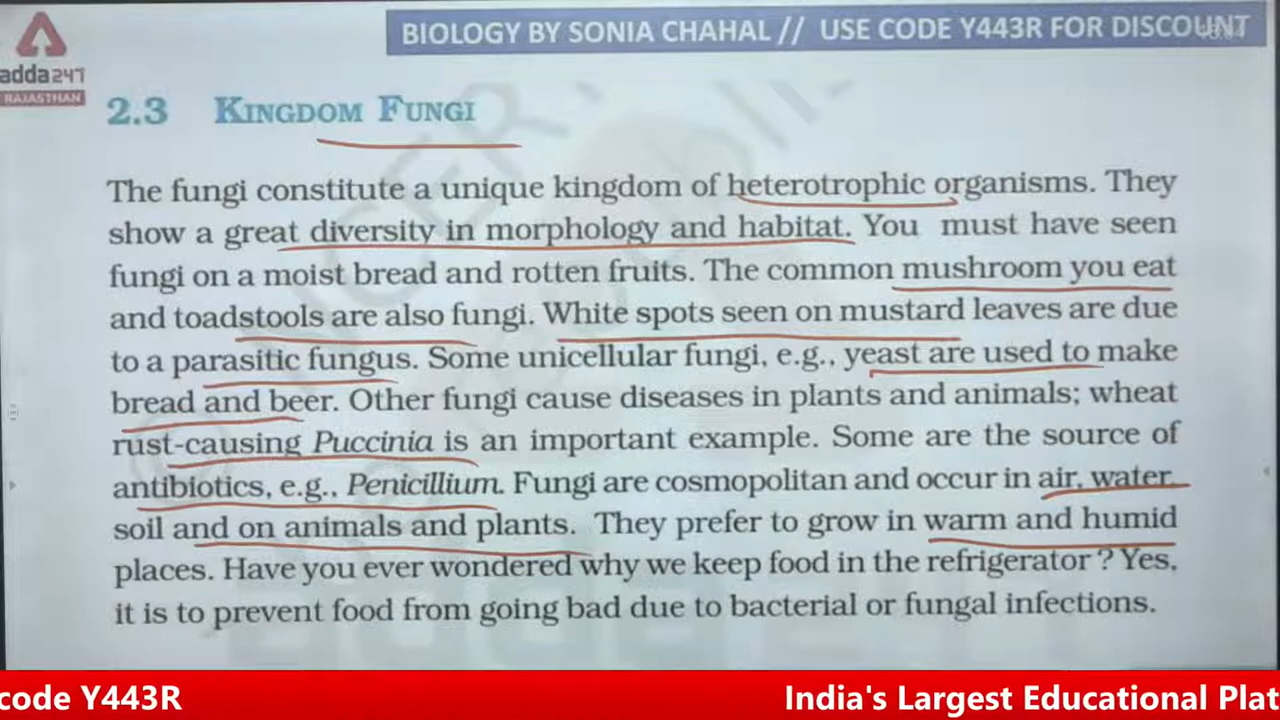 BIOLOGY BY SONIA CHAHAL // USE CODE Y443R FOR DISCOUNT
adda247
RAJASTHAN
2.3 KINGDOM FUNGI
The fungi constitute a unique kingdom of heterotrophic organisms. They
show a great diversity in morphology and habitat. You must have seen
fungi on a moist bread and rotten fruits. The common mushroom you eat
and toadstools are also fungi. White spots seen on mustard leaves are due
to a parasitic fungus. Some unicellular fungi, e.g., yeast are used to make
bread and beer. Other fungi cause diseases in plants and animals; wheat
rust-causing Puccinia is an important example. Some are the source of
antibiotics, e.g., Penicillium. Fungi are cosmopolitan and occur in air, water,
soil and on animals and plants. They prefer to grow in warm and humid
places. Have you ever wondered why we keep food in the refrigerator ? Yes,
it is to prevent food from going bad due to bacterial or fungal infections.
code Y443R India's Largest Educational Plat